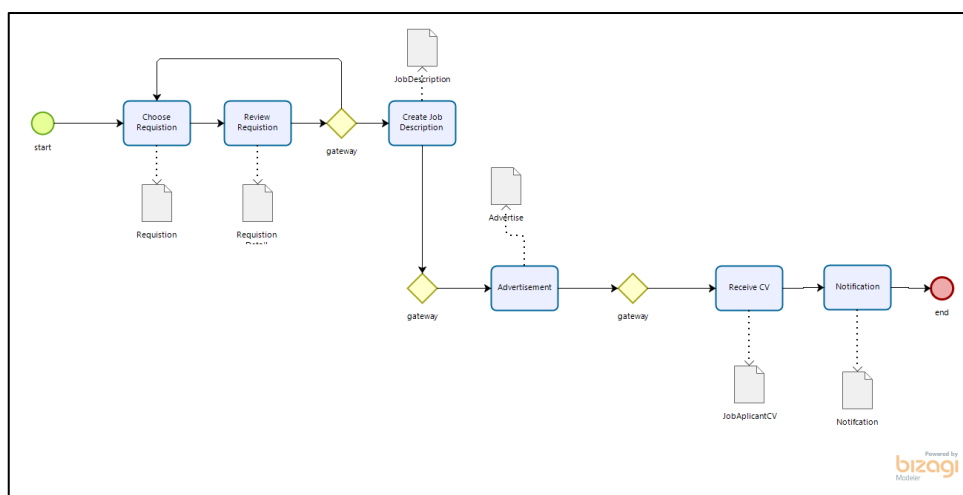 JobDescription
Choose
Requistion
Review
Requistion
Create Job
Description
start
gateway
Requistion
Requistion
Detail
Advertise
Advertisement
Receive CV
Notification
gateway
gateway
end
JobAplicantCV
Notifcation
Powered by
bizagi
Modeler